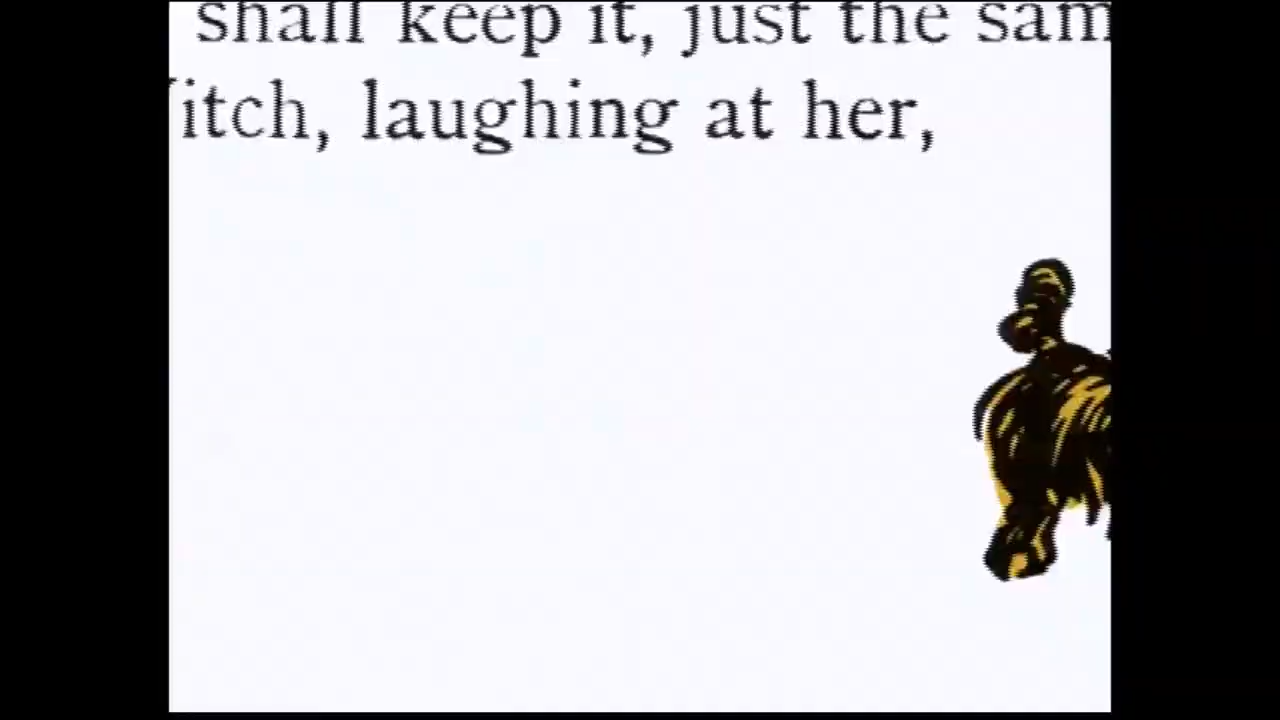 shall keep it, just the sam
itch, laughing at her,